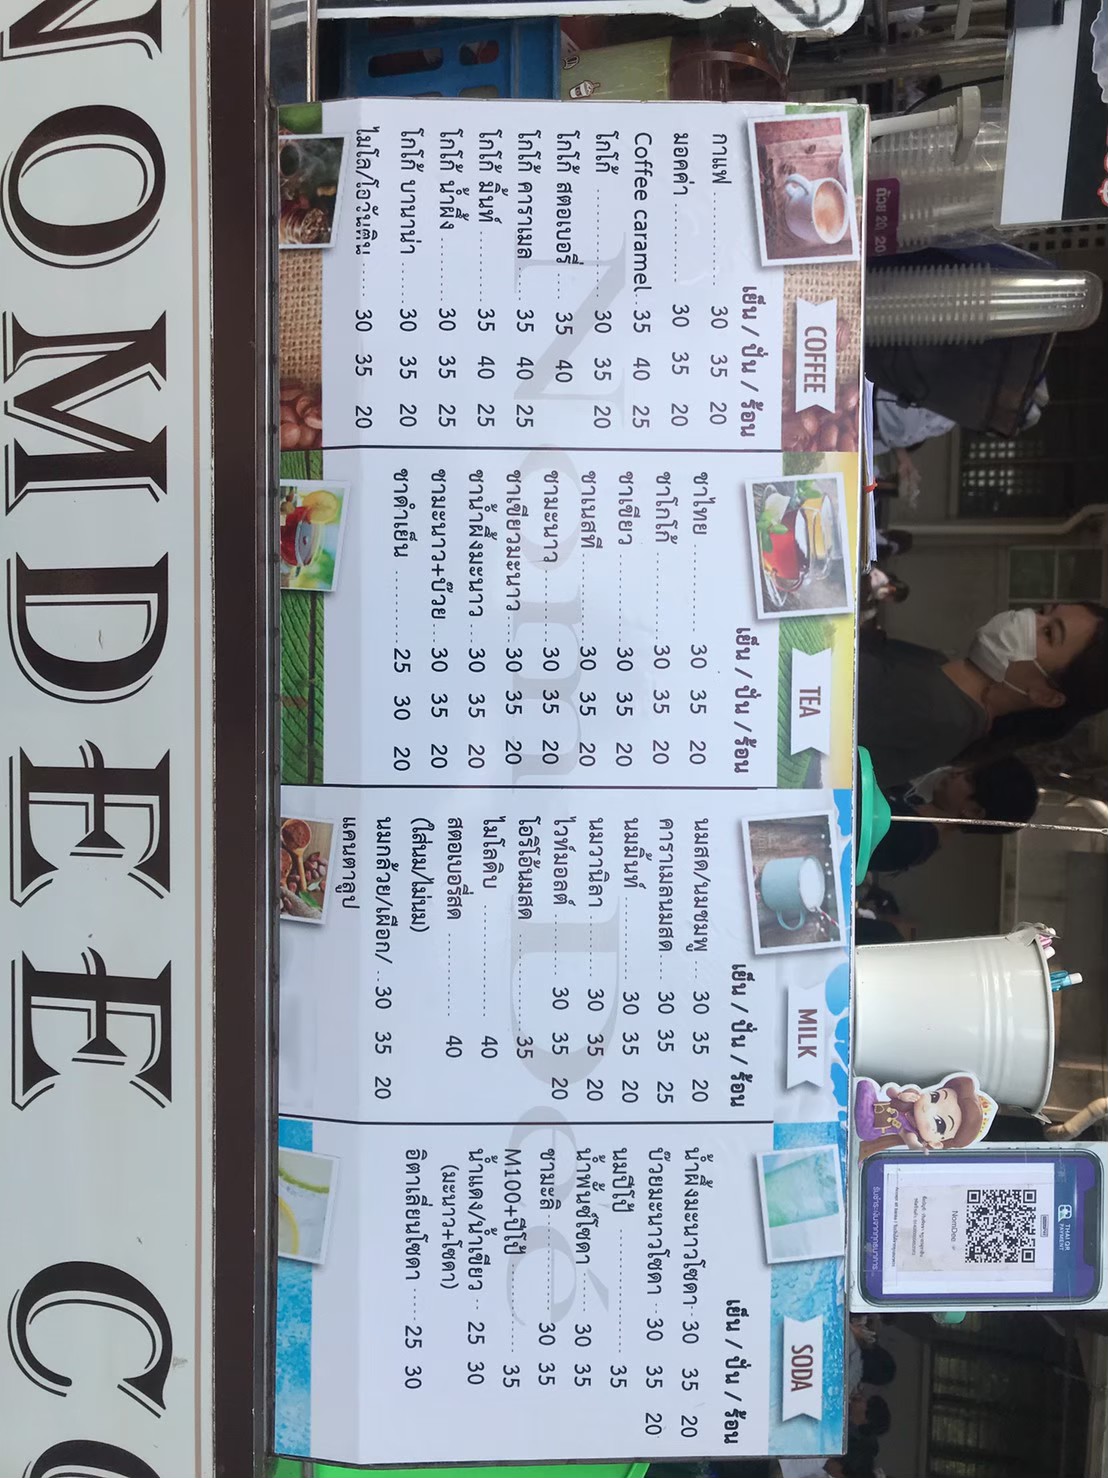 COFFEE
เย็น / ปั่น / ร้อน
กาแฟ 30 35 20
มอคค่า 30 35 20
Coffee caramel 35 40 25
โกโก้ 30 35 20
โกโก้ สตอเบอรี่ 35 40
โกโก้ คาราเมล 35 40 25
โกโก้ มิ้นท์ 35 40 25
โกโก้ น้ำผึ้ง 30 35 25
โกโก้ บานาน่า 30 35 20
ไมโล/โอวันติน 30 35 20
TEA
เย็น / ปั่น / ร้อน
ชาไทย 30 35 20
ชาโกโก้ 30 35 20
ชาเขียว 30 35 20
ชาเนสที 30 35 20
ชามะนาว 30 35 20
ชาเขียวมะนาว 30 35 20
ชาน้ำผึ้งมะนาว 30 35 20
ชามะนาว+บ๊วย 30 35 20
ชาดำเย็น 25 30 20
MILK
เย็น / ปั่น / ร้อน
นมสด/นมชมพู 30 35 20
คาราเมลนมสด 30 35 25
นมมิ้นท์ 30 35 20
นมวานิลา 30 35 20
ไวท์มอลต์ 30 35 20
โอริโอ้นมสด 35
ไมโลดิบ 40
สตอเบอรี่สด 40
(ใส่นม/ไม่นม)
นมกล้วย/เผือก/ 30 35 20
แคนตาลูป
SODA
เย็น / ปั่น / ร้อน
น้ำผึ้งมะนาวโซดา 30 35 20
บ๊วยมะนาวโซดา 30 35 20
นมปีโป้ 35
น้ำพั้นซ์โซดา 30 35
ชามะลิ 30 35
M100+ปีโป้ 35
น้ำแดง/น้ำเขียว 25 30
(มะนาว+โซดา)
อิตาเลี่ยนโซดา 25 30
NomDee
NOMDEE CO
ถ้วย 20, 20
THAI QR
PAYMENT
NomDee